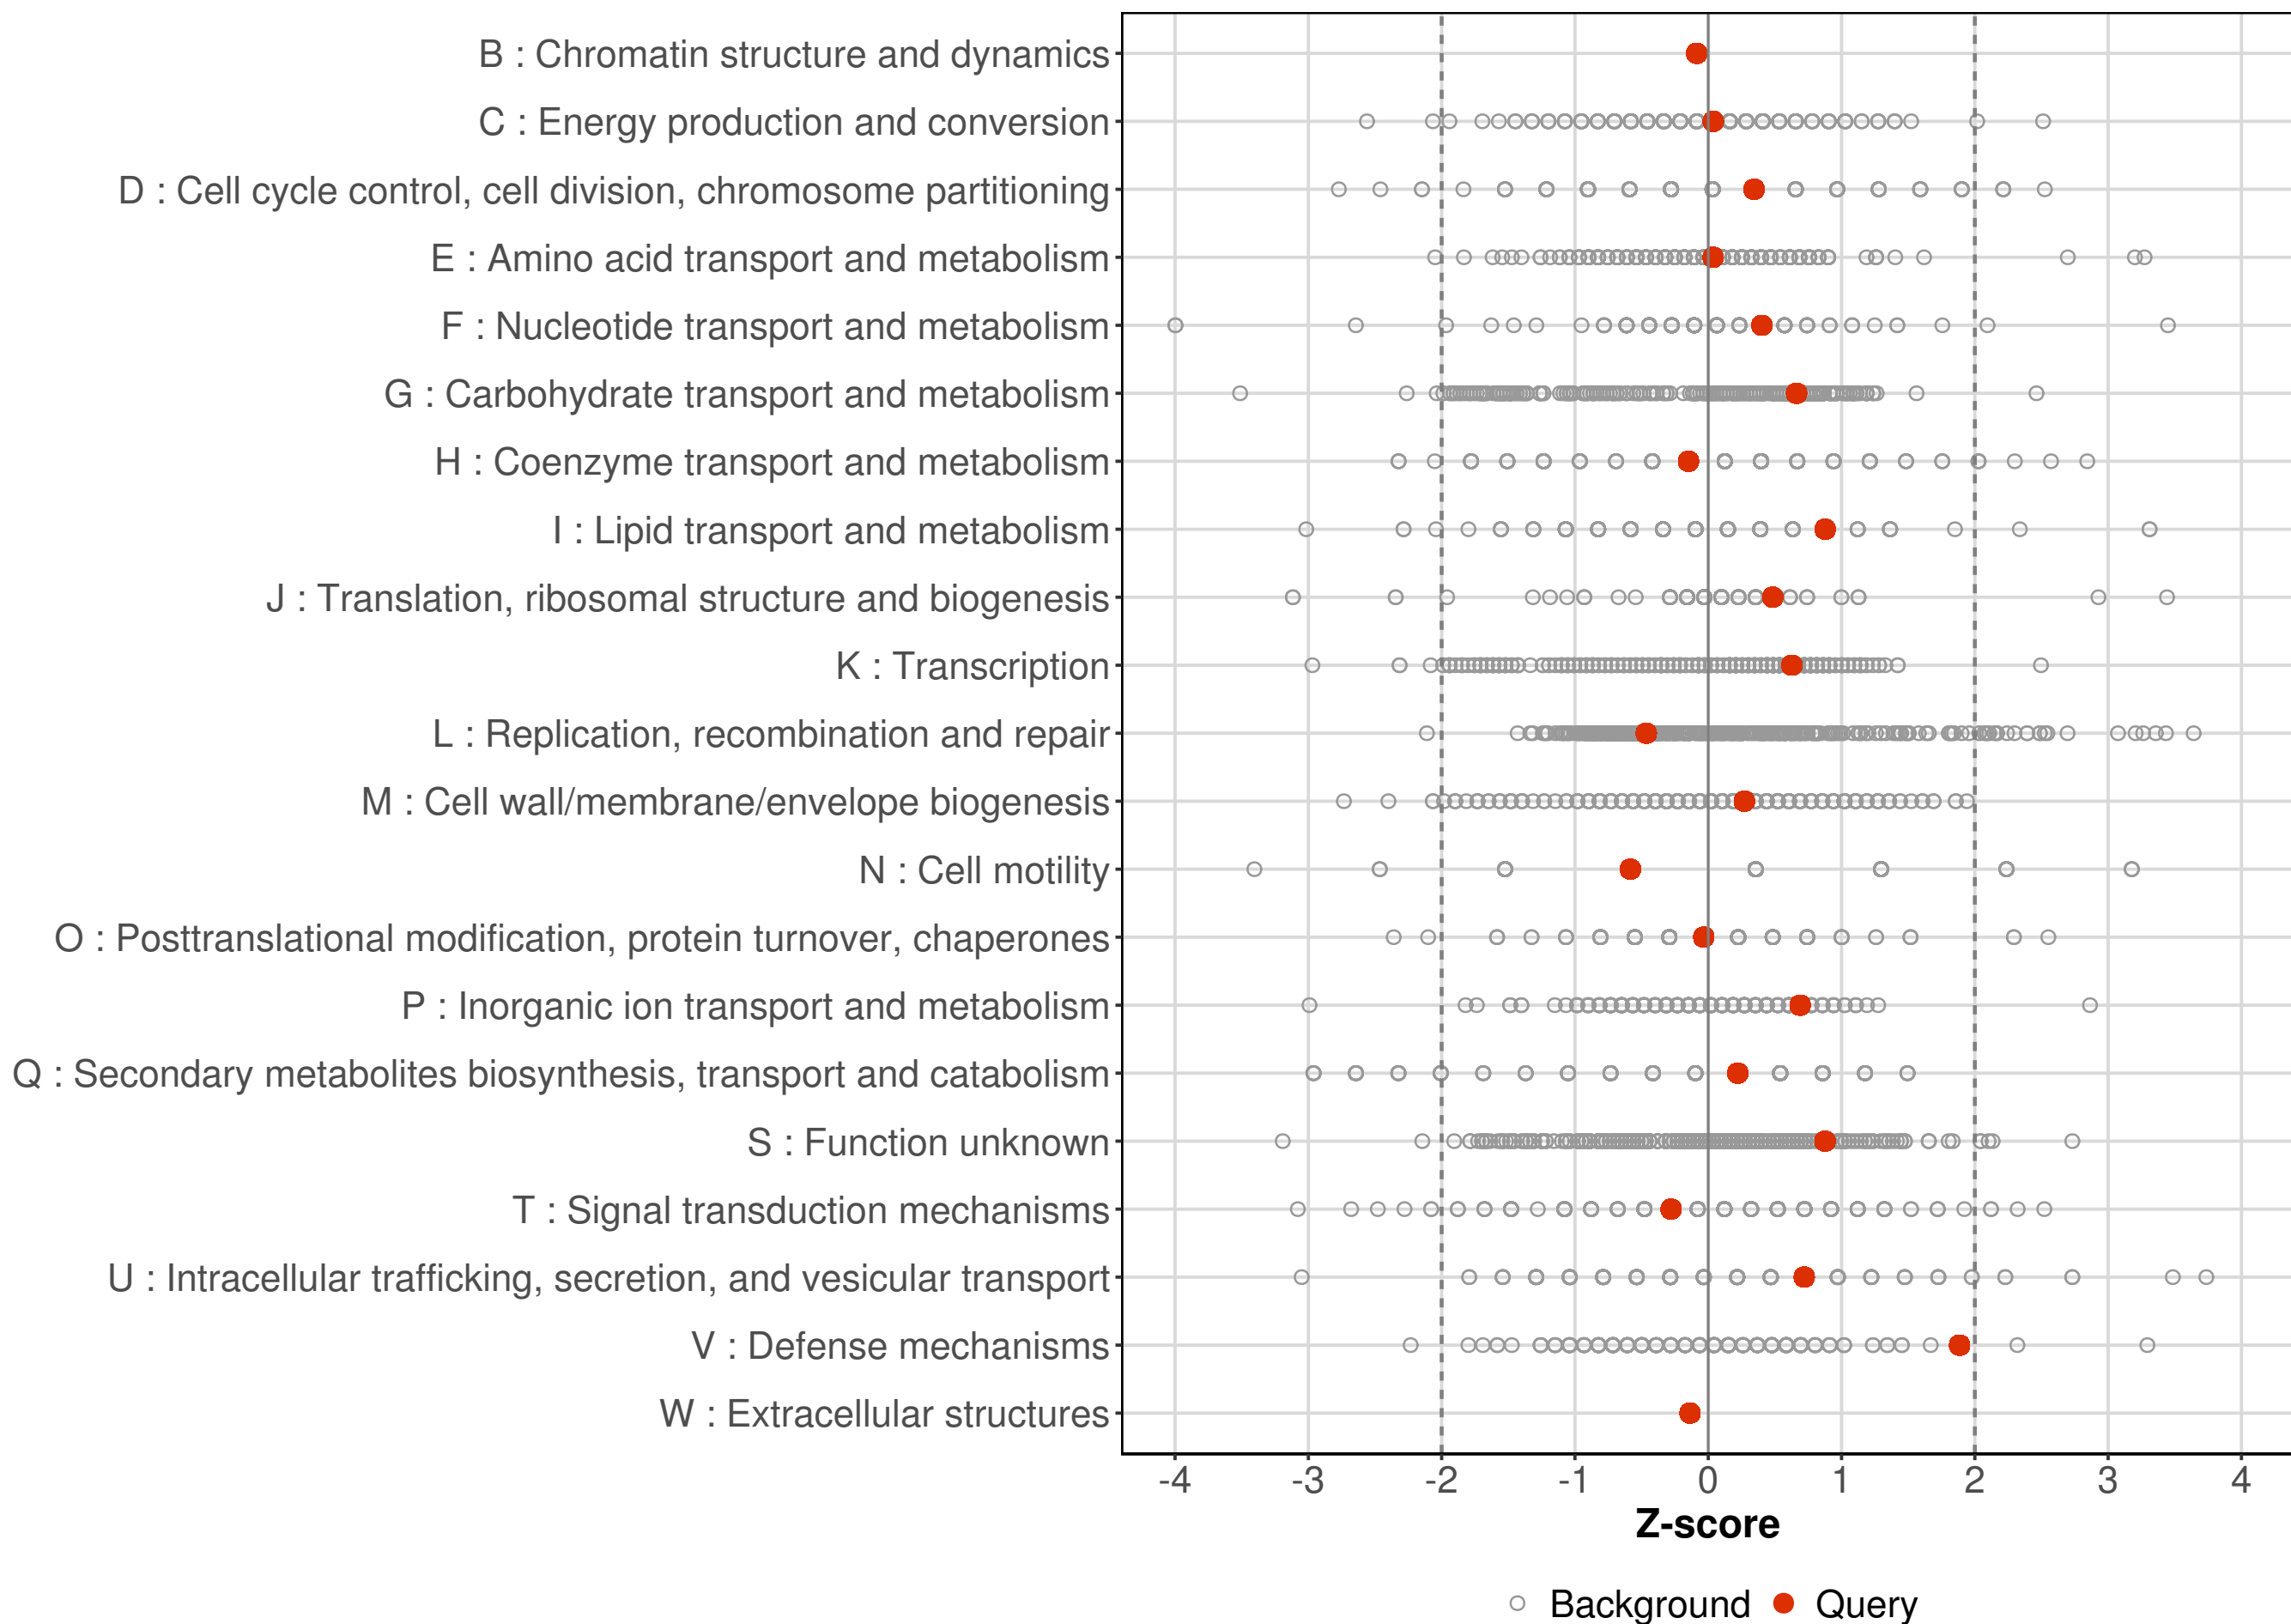 B : Chromatin structure and dynamics
C : Energy production and conversion
D : Cell cycle control, cell division, chromosome partitioning
E : Amino acid transport and metabolism
F : Nucleotide transport and metabolism
G : Carbohydrate transport and metabolism
H : Coenzyme transport and metabolism
I : Lipid transport and metabolism
J : Translation, ribosomal structure and biogenesis
K : Transcription
L : Replication, recombination and repair
M : Cell wall/membrane/envelope biogenesis
N : Cell motility
O : Posttranslational modification, protein turnover, chaperones
P : Inorganic ion transport and metabolism
Q : Secondary metabolites biosynthesis, transport and catabolism
S : Function unknown
T : Signal transduction mechanisms
U : Intracellular trafficking, secretion, and vesicular transport
V : Defense mechanisms
W : Extracellular structures
-4 -3 -2 -1 0 1 2 3 4
Z-score
Background Query